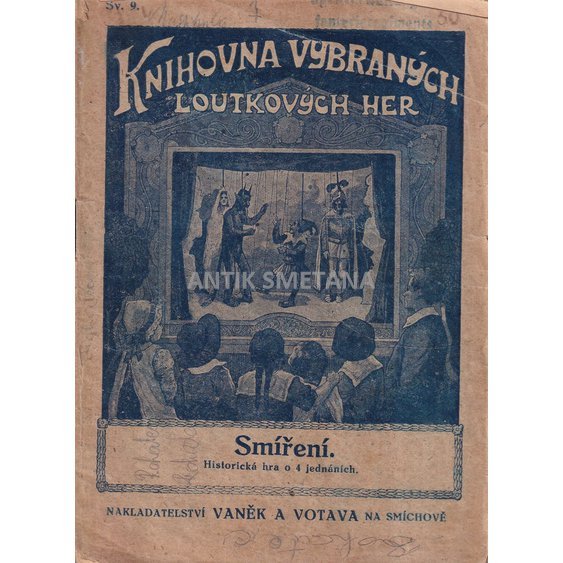 Sv. 9.
KNIHOVNA VYBRANÝCH
LOUTKOVÝCH HER
ANTIK SMETANA
Smíření.
Historická hra o 4 jednáních.
NAKLADATELSTVÍ VANĚK A VOTAVA NA SMÍCHOVĚ